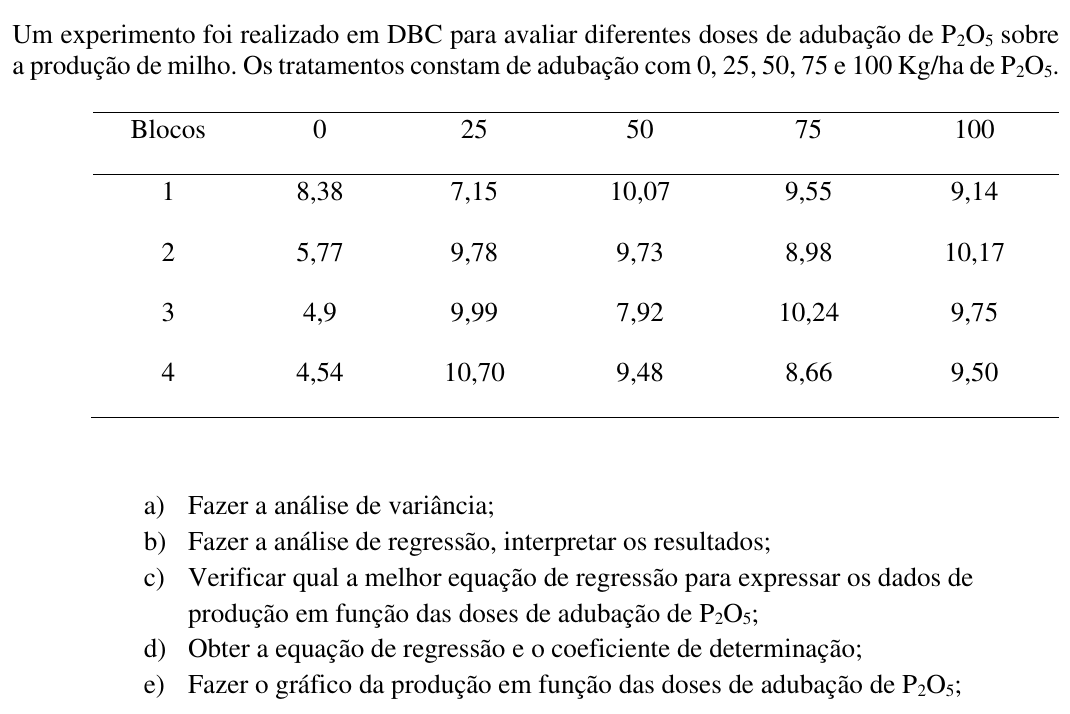 Um experimento foi realizado em DBC para avaliar diferentes doses de adubação de P₂O₅ sobre
a produção de milho. Os tratamentos constam de adubação com 0, 25, 50, 75 e 100 Kg/ha de P₂O₅.
Blocos 0 25 50 75 100
1 8,38 7,15 10,07 9,55 9,14
2 5,77 9,78 9,73 8,98 10,17
3 4,9 9,99 7,92 10,24 9,75
4 4,54 10,70 9,48 8,66 9,50
a) Fazer a análise de variância;
b) Fazer a análise de regressão, interpretar os resultados;
c) Verificar qual a melhor equação de regressão para expressar os dados de
produção em função das doses de adubação de P₂O₅;
d) Obter a equação de regressão e o coeficiente de determinação;
e) Fazer o gráfico da produção em função das doses de adubação de P₂O₅;